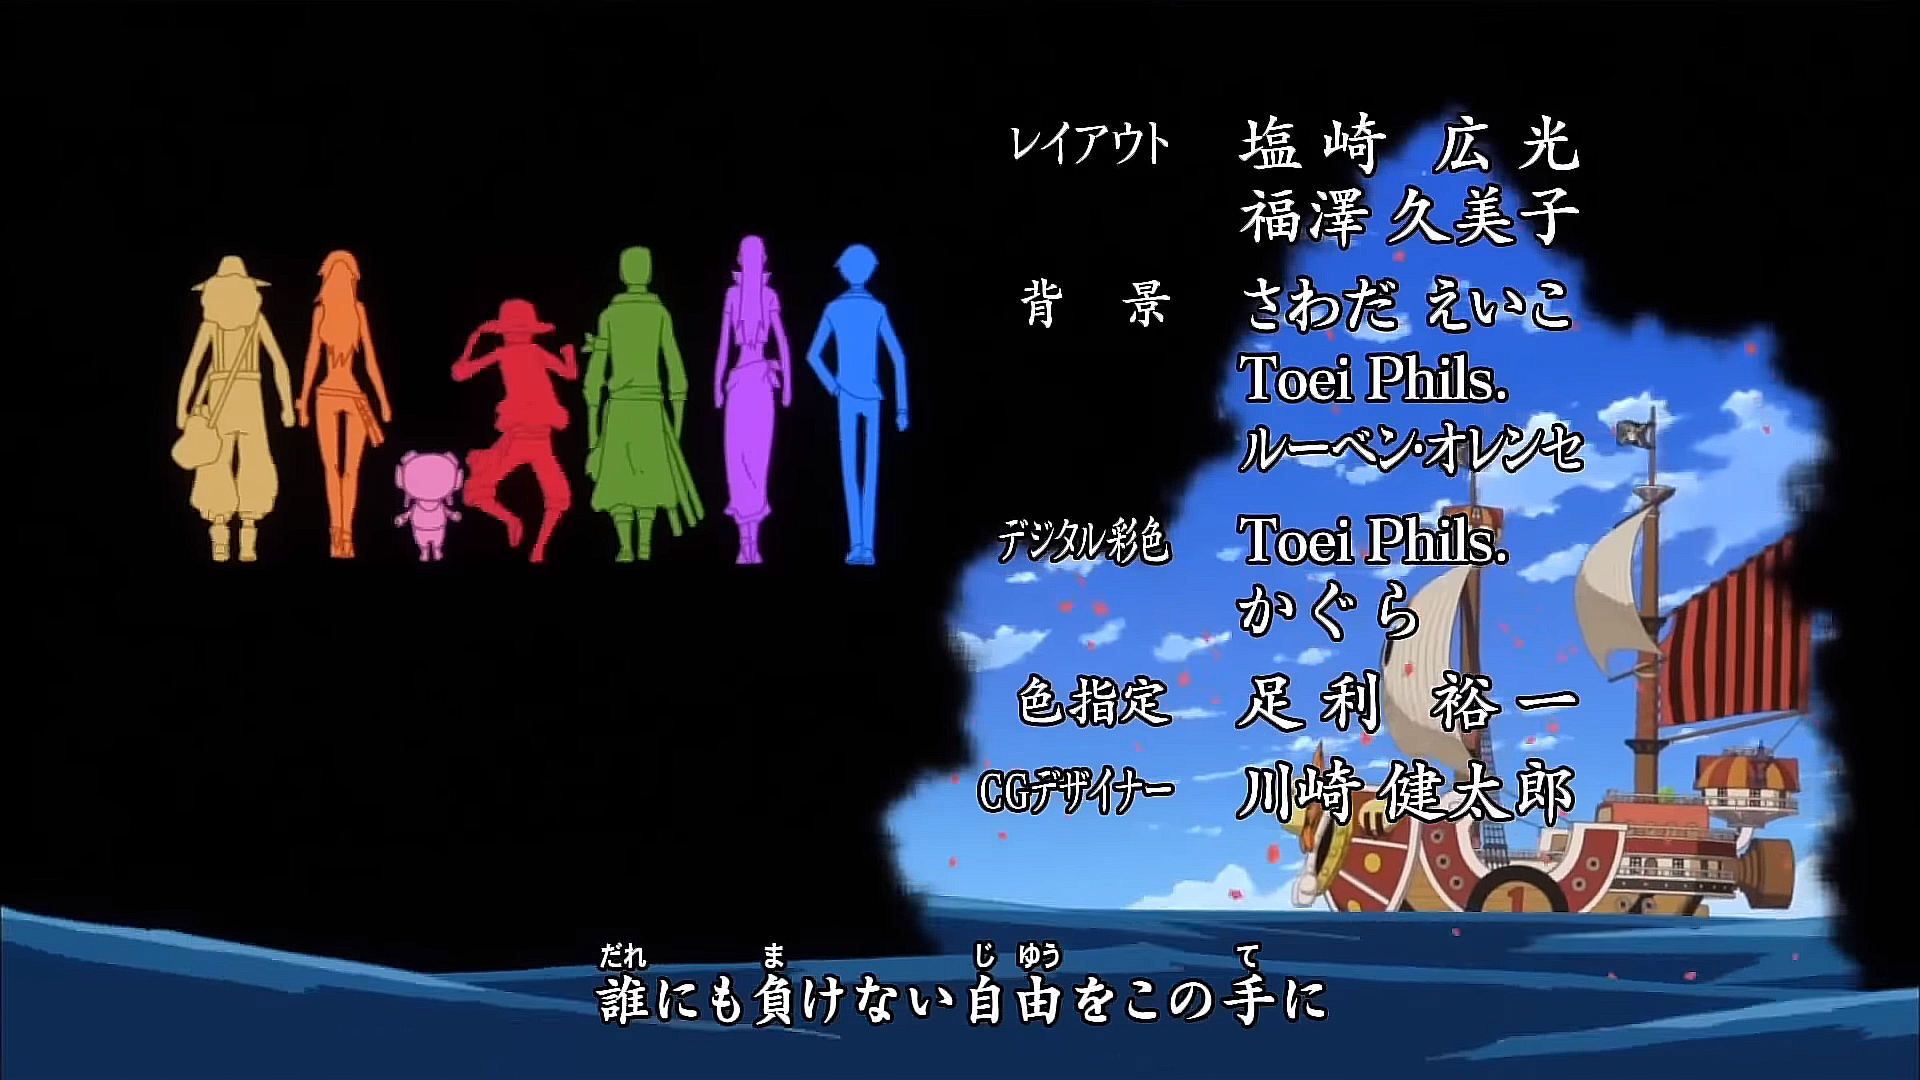 レイアウト 塩崎 広光
福澤 久美子
背景 さわだ えいこ
Toei Phils.
ルーベン・オレンセ
デジタル彩色 Toei Phils.
かぐら
色指定 足利 裕一
CGデザイナー 川崎 健太郎
1
だれ ま じ ゆう て
誰にも負けない自由をこの手に